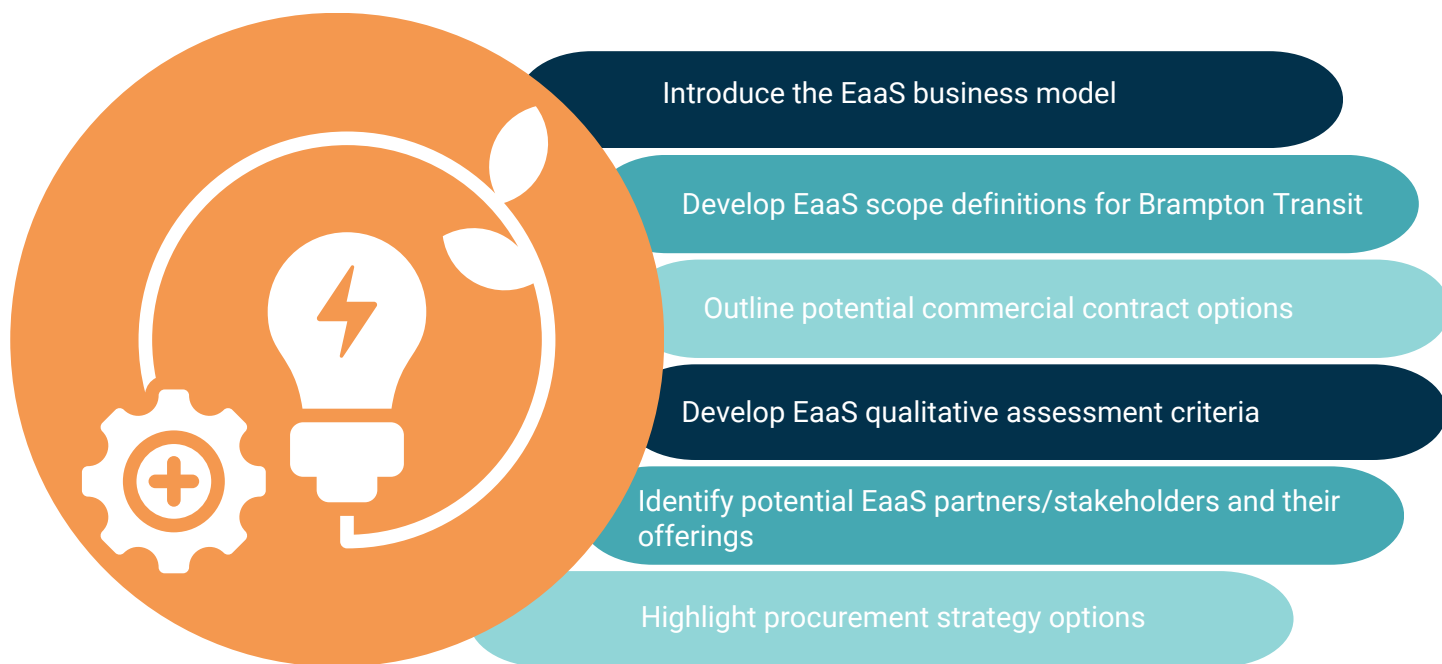 Introduce the EaaS business model
Develop EaaS scope definitions for Brampton Transit
Outline potential commercial contract options
Develop EaaS qualitative assessment criteria
Identify potential EaaS partners/stakeholders and their
offerings
Highlight procurement strategy options